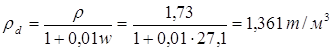 ρ_d = ρ / (1 + 0,01w) = 1,73 / (1 + 0,01·27,1) = 1,361 т/м³